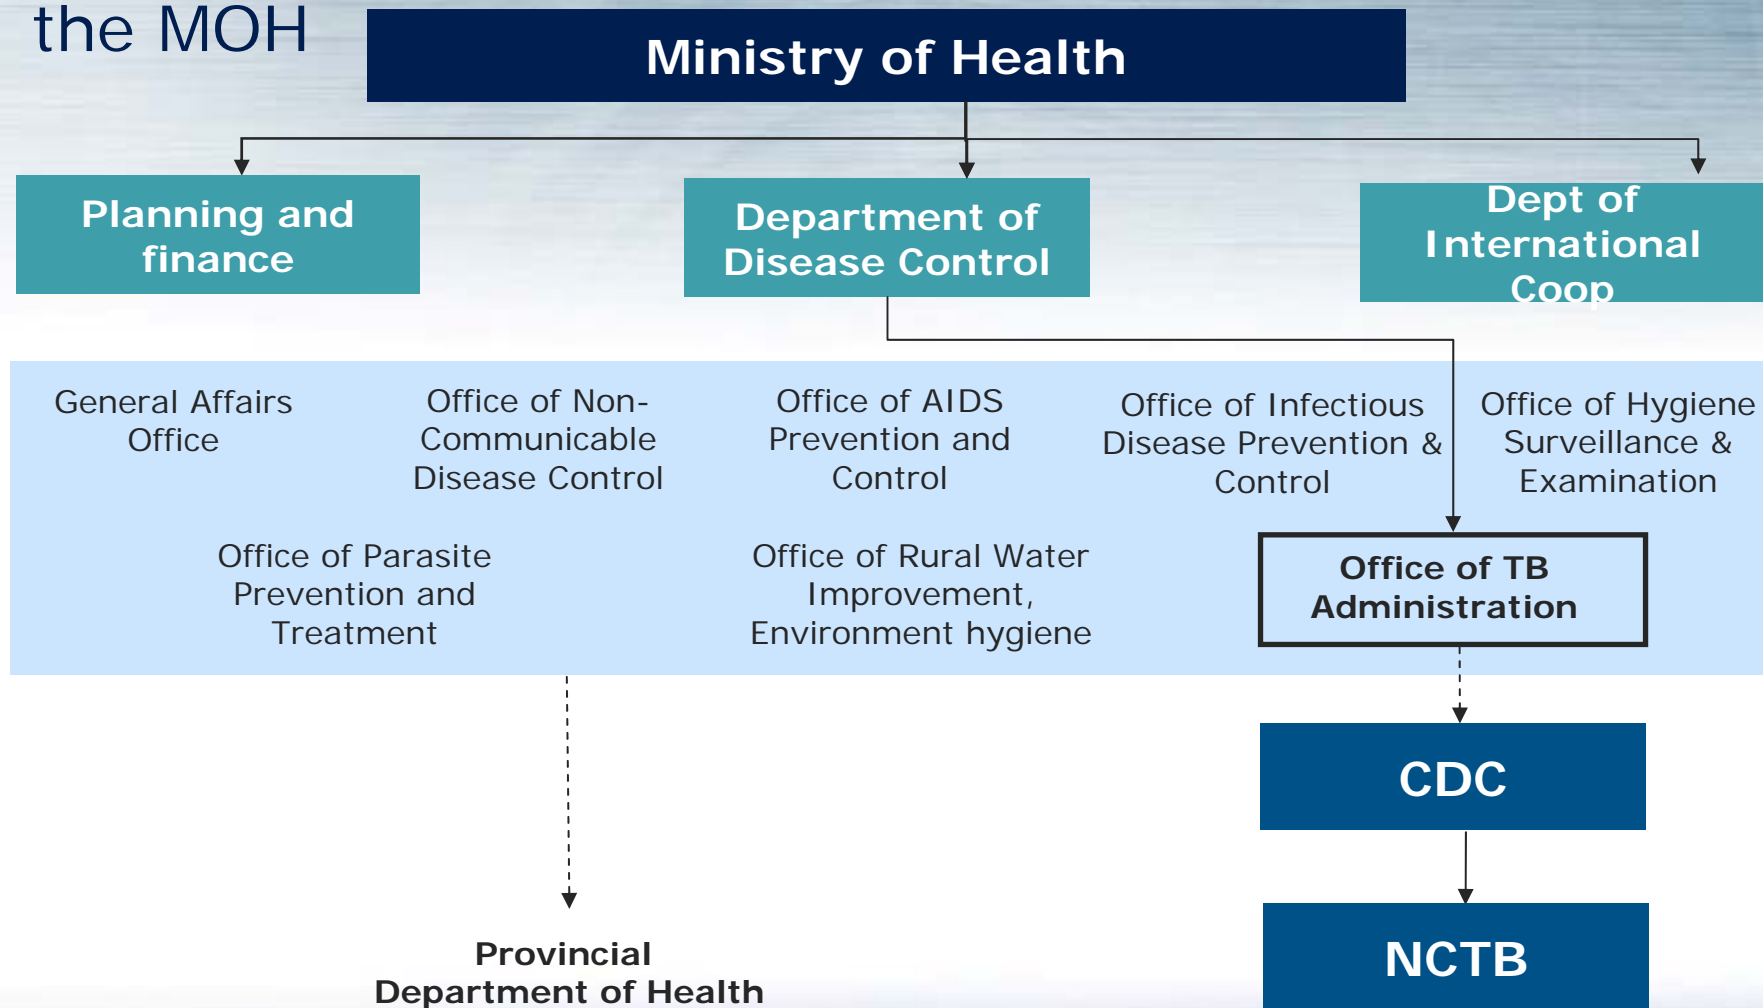 the MOH
Ministry of Health
Planning and
finance
Department of
Disease Control
Dept of
International
Coop
General Affairs
Office
Office of Non-
Communicable
Disease Control
Office of AIDS
Prevention and
Control
Office of Infectious
Disease Prevention &
Control
Office of Hygiene
Surveillance &
Examination
Office of Parasite
Prevention and
Treatment
Office of Rural Water
Improvement,
Environment hygiene
Office of TB
Administration
CDC
NCTB
Provincial
Department of Health